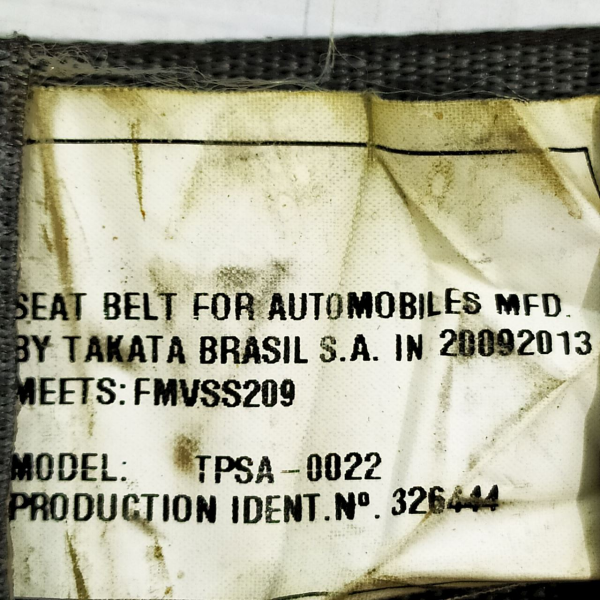 SEAT BELT FOR AUTOMOBILES MFD.
BY TAKATA BRASIL S.A. IN 20092013
MEETS: FMVSS209
MODEL: TPSA-0022
PRODUCTION IDENT.Nº. 326444